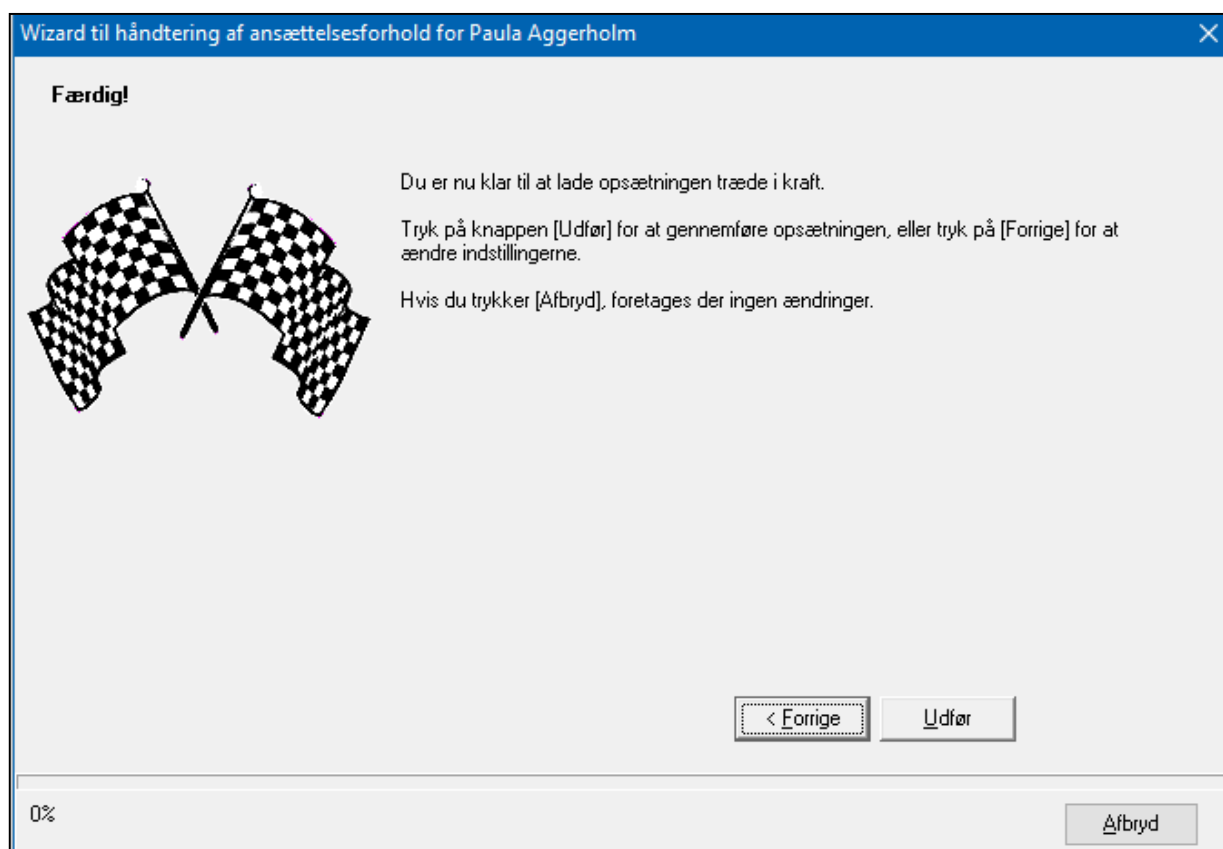 Wizard til håndtering af ansættelsesforhold for Paula Aggerholm
Færdig!
Du er nu klar til at lade opsætningen træde i kraft.
Tryk på knappen [Udfør] for at gennemføre opsætningen, eller tryk på [Forrige] for at
ændre indstillingerne.
Hvis du trykker [Afbryd], foretages der ingen ændringer.
< Forrige
Udfør
0%
Afbryd